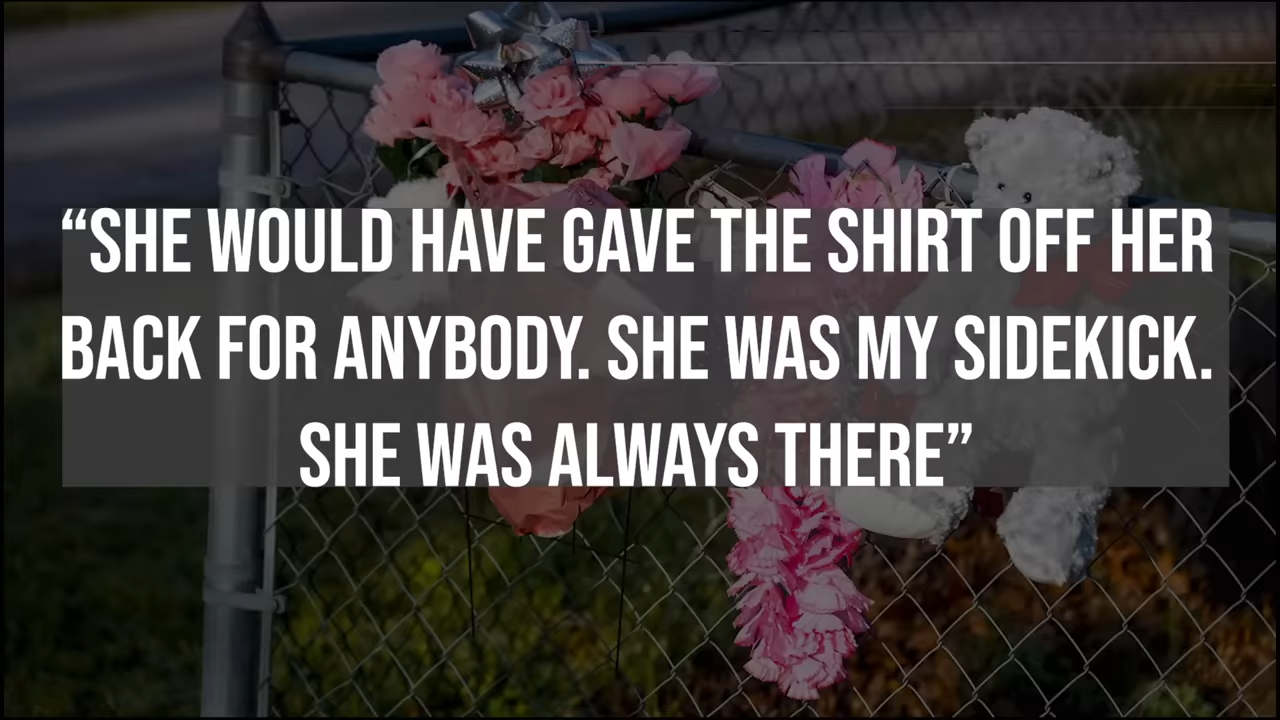 “SHE WOULD HAVE GAVE THE SHIRT OFF HER
BACK FOR ANYBODY. SHE WAS MY SIDEKICK.
SHE WAS ALWAYS THERE”